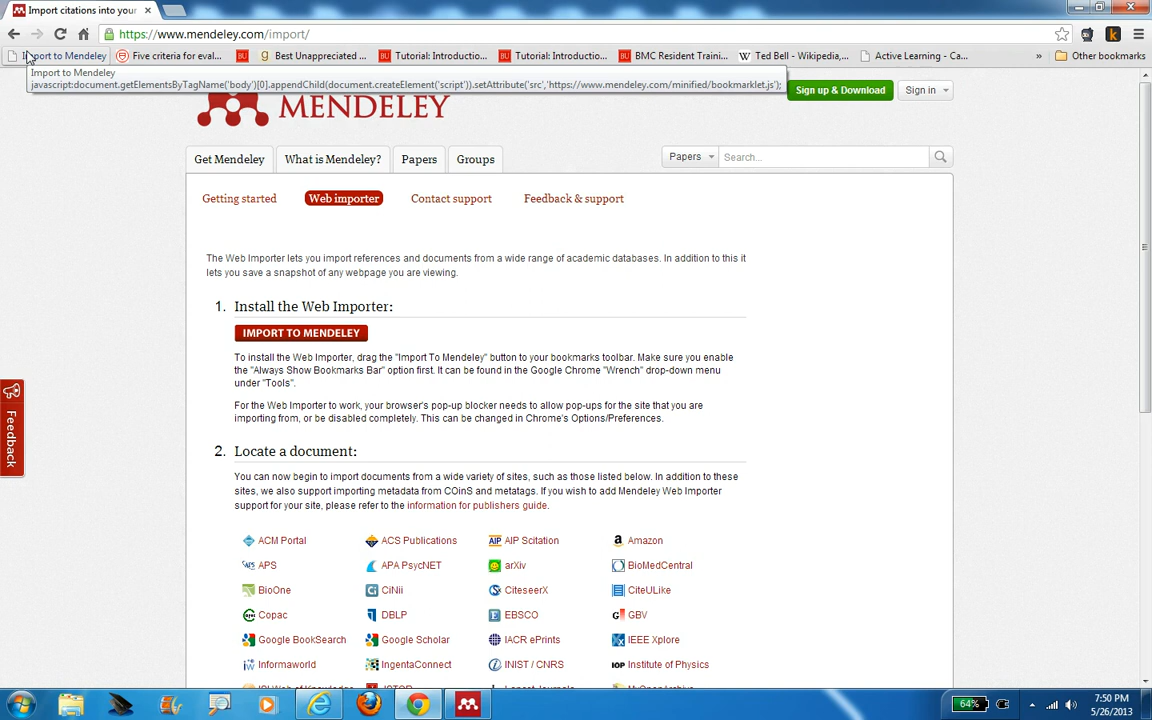 Import citations into your
https://www.mendeley.com/import/
Import to Mendeley
Five criteria for eval...
Best Unappreciated ...
Tutorial: Introductio...
Tutorial: Introductio...
BMC Resident Traini...
Ted Bell - Wikipedia,...
Active Learning - Ca...
»
Other bookmarks
Import to Mendeley
javascript:document.getElementsByTagName('body')[0].appendChild(document.createElement('script')).setAttribute('src','https://www.mendeley.com/minified/bookmarklet.js');
MENDELEY
Sign up & Download
Sign in
Get Mendeley
What is Mendeley?
Papers
Groups
Papers
Search...
Getting started
Web importer
Contact support
Feedback & support
The Web Importer lets you import references and documents from a wide range of academic databases. In addition to this it
lets you save a snapshot of any webpage you are viewing.
1. Install the Web Importer:
IMPORT TO MENDELEY
To install the Web Importer, drag the "Import To Mendeley" button to your bookmarks toolbar. Make sure you enable
the "Always Show Bookmarks Bar" option first. It can be found in the Google Chrome "Wrench" drop-down menu
under "Tools".
For the Web Importer to work, your browser's pop-up blocker needs to allow pop-ups for the site that you are
importing from, or be disabled completely. This can be changed in Chrome's Options/Preferences.
Feedback
2. Locate a document:
You can now begin to import documents from a wide variety of sites, such as those listed below. In addition to these
sites, we also support importing metadata from COinS and metatags. If you wish to add Mendeley Web Importer
support for your site, please refer to the information for publishers guide.
ACM Portal
ACS Publications
AIP Scitation
Amazon
APS
APA PsycNET
arXiv
BioMedCentral
BioOne
CiNii
CiteseerX
CiteULike
Copac
DBLP
EBSCO
GBV
Google BookSearch
Google Scholar
IACR ePrints
IEEE Xplore
Informaworld
IngentaConnect
INIST / CNRS
IOP Institute of Physics
64%
7:50 PM
5/26/2013